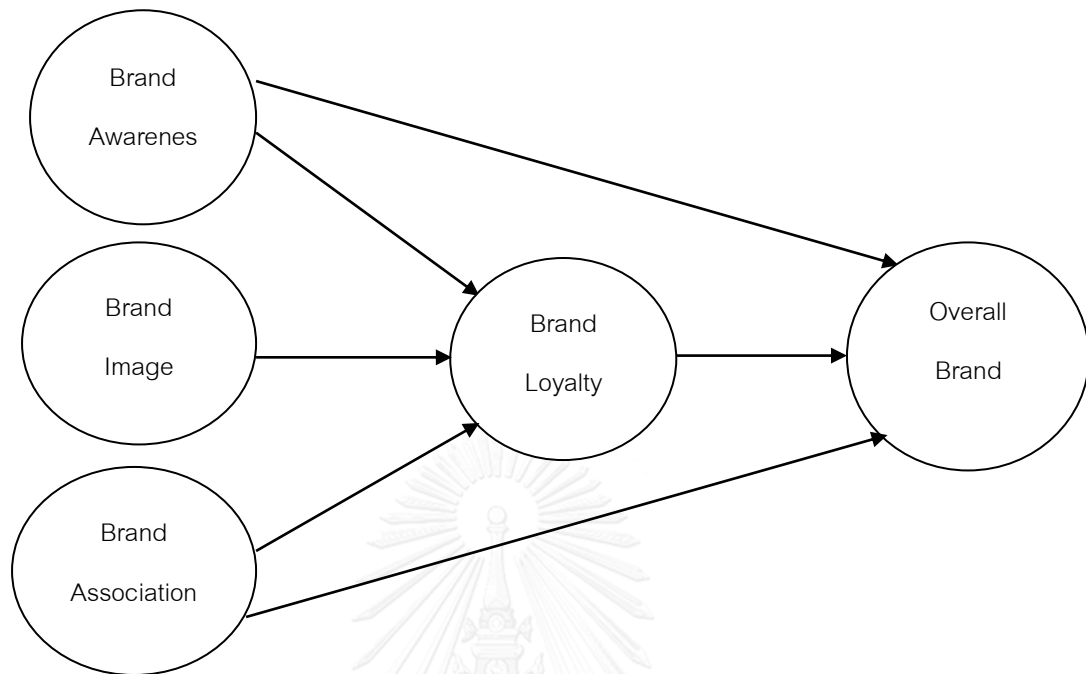 Brand
Awarenes
Brand
Image
Brand
Association
Brand
Loyalty
Overall
Brand